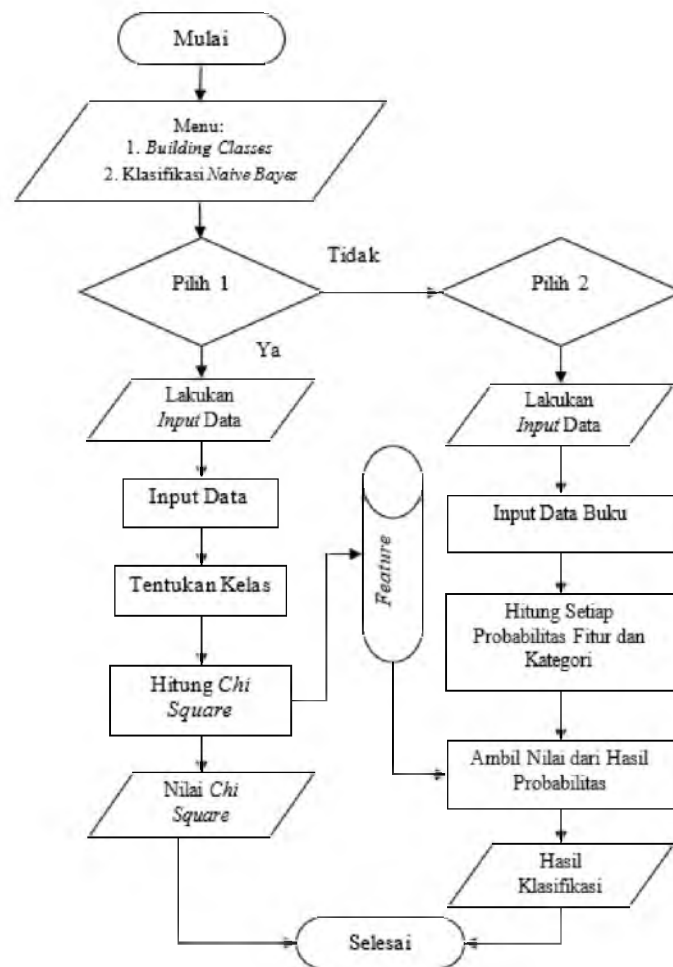 Mulai
Menu:
1. Building Classes
2. Klasifikasi Naive Bayes
Pilih 1
Tidak
Pilih 2
Ya
Lakukan
Input Data
Lakukan
Input Data
Input Data
Input Data Buku
Feature
Tentukan Kelas
Hitung Setiap
Probabilitas Fitur dan
Kategori
Hitung Chi
Square
Ambil Nilai dari Hasil
Probabilitas
Nilai Chi
Square
Hasil
Klasifikasi
Selesai